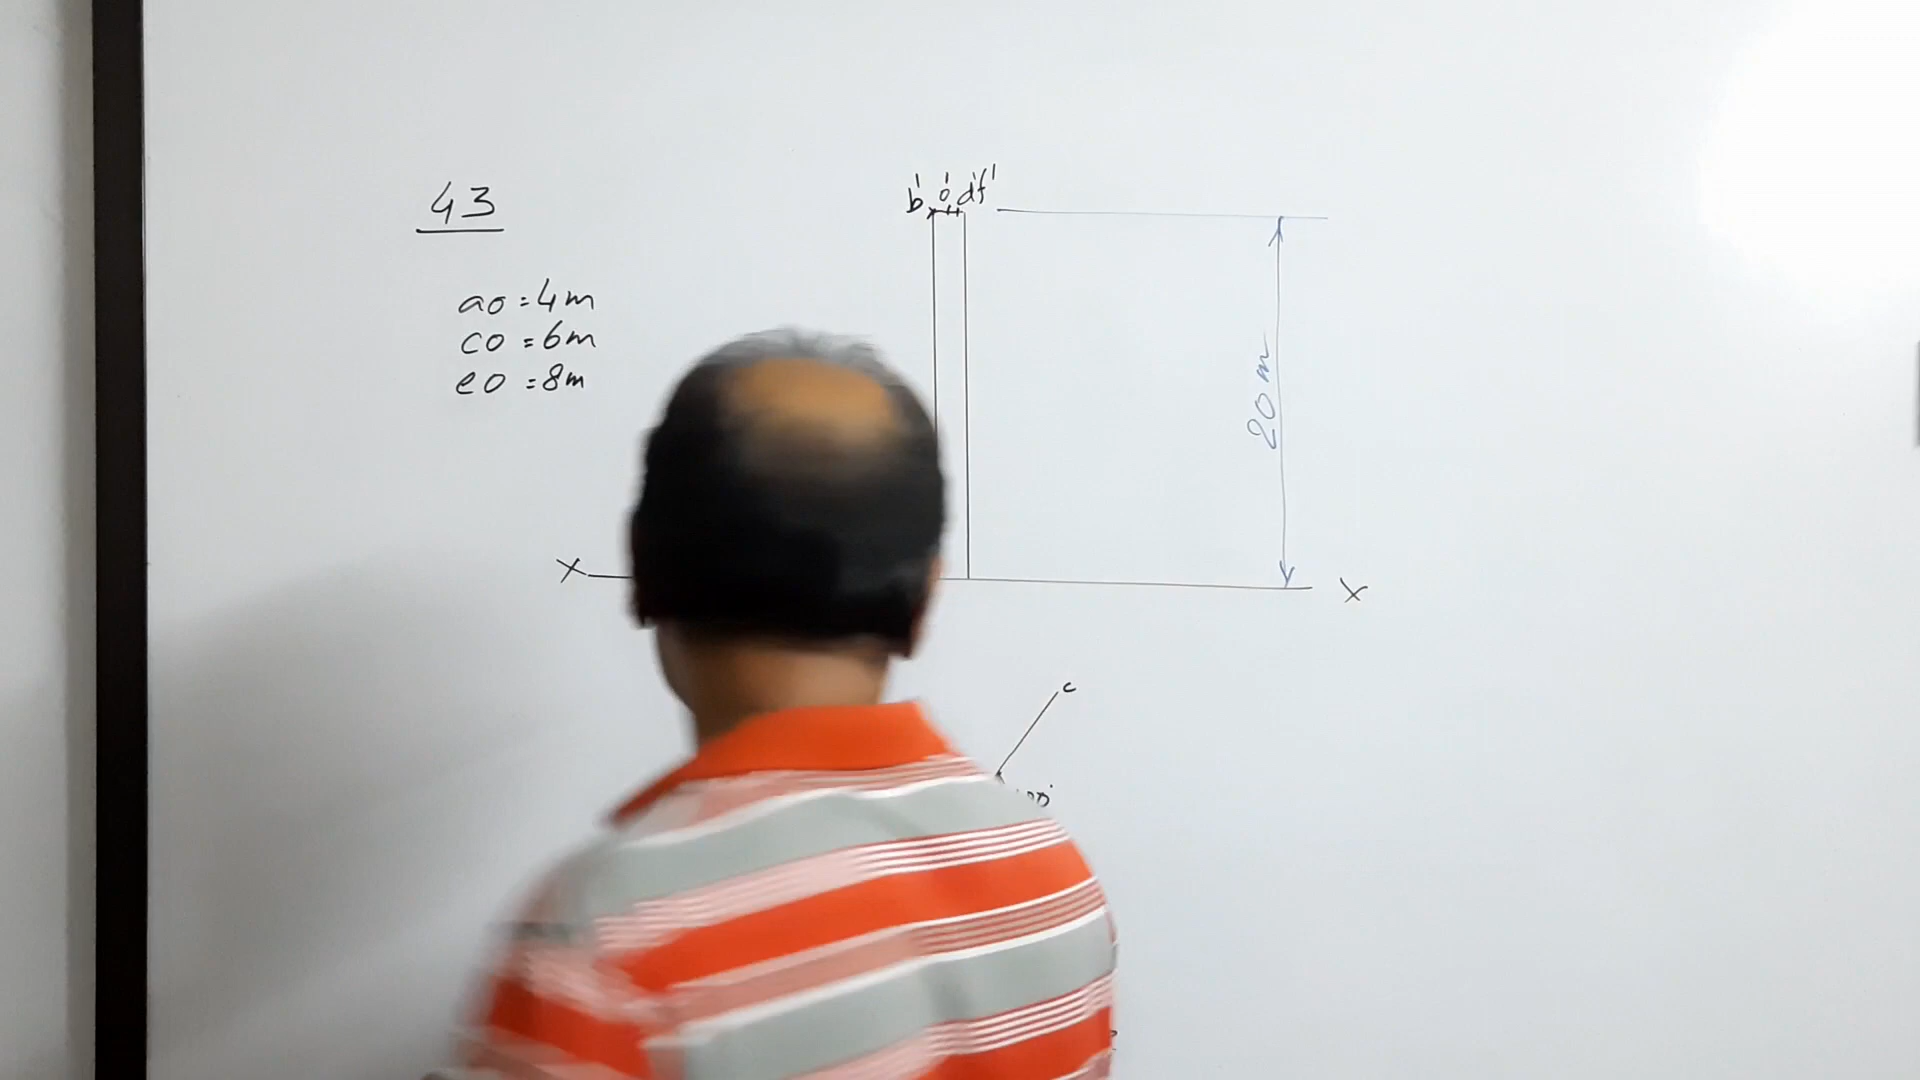 43
b' o' d' f'
ao = 4m
co = 6m
eo = 8m
20 m
X X
c